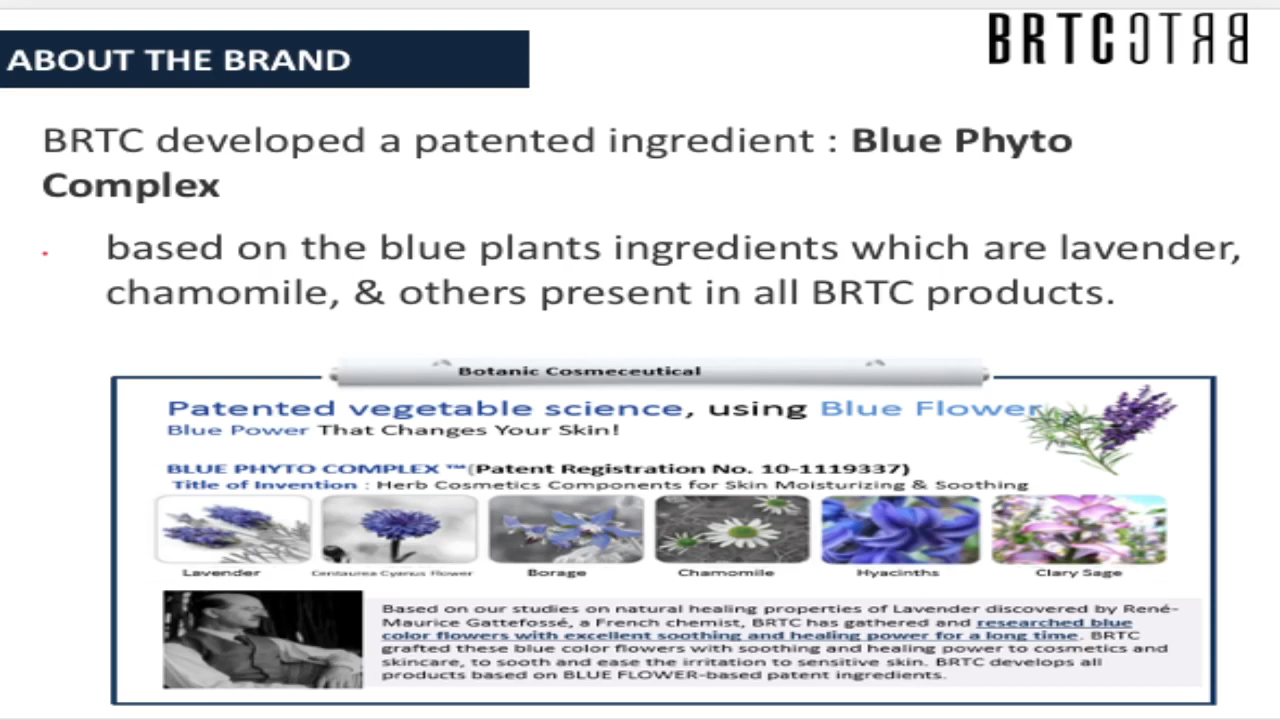 ABOUT THE BRAND
BRTC BRTC
BRTC developed a patented ingredient : Blue Phyto
Complex
based on the blue plants ingredients which are lavender,
chamomile, & others present in all BRTC products.
Botanic Cosmeceutical
Patented vegetable science, using Blue Flower
Blue Power That Changes Your Skin!
BLUE PHYTO COMPLEX ™(Patent Registration No. 10-1119337)
Title of Invention : Herb Cosmetics Components for Skin Moisturizing & Soothing
Lavender Centaurea Cyanus Flower Borage Chamomile Hyacinths Clary Sage
Based on our studies on natural healing properties of Lavender discovered by René-
Maurice Gattefossé, a French chemist, BRTC has gathered and researched blue
color flowers with excellent soothing and healing power for a long time. BRTC
grafted these blue color flowers with soothing and healing power to cosmetics and
skincare, to sooth and ease the irritation to sensitive skin. BRTC develops all
products based on BLUE FLOWER-based patent ingredients.